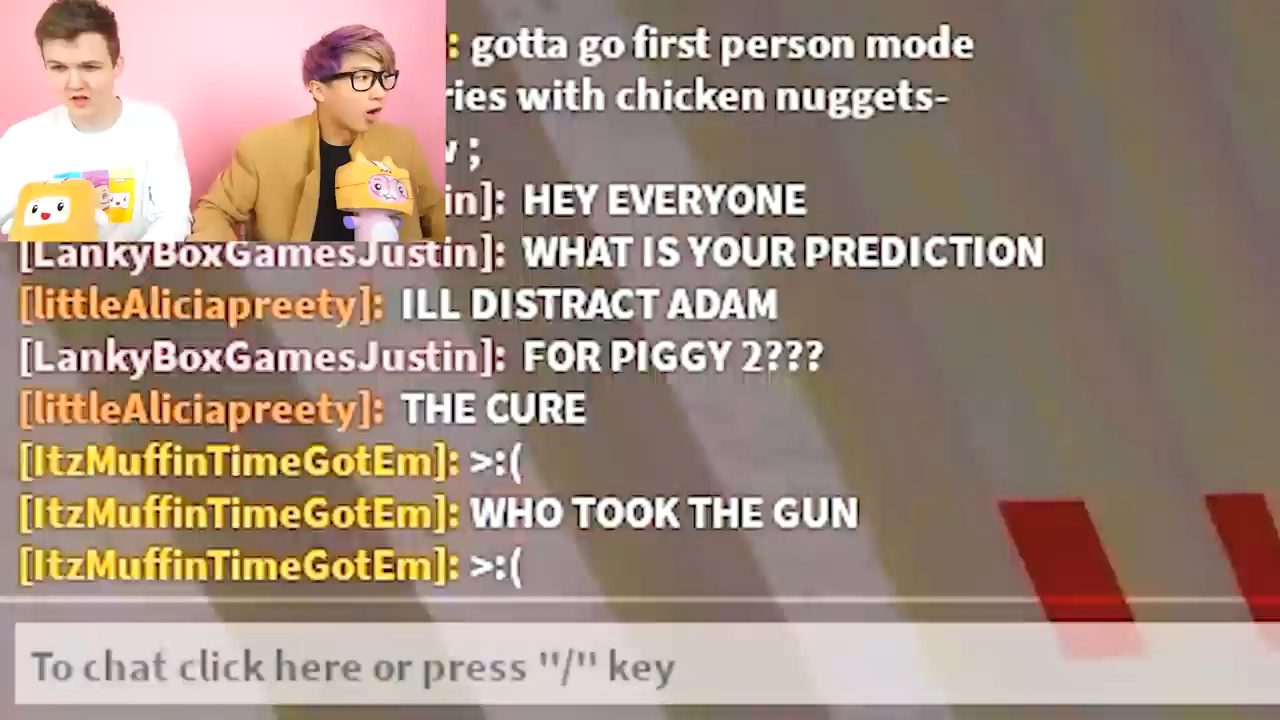 : gotta go first person mode
ries with chicken nuggets-
;
in]: HEY EVERYONE
[LankyBoxGamesJustin]: WHAT IS YOUR PREDICTION
[littleAliciapreety]: ILL DISTRACT ADAM
[LankyBoxGamesJustin]: FOR PIGGY 2???
[littleAliciapreety]: THE CURE
[ItzMuffinTimeGotEm]: >:(
[ItzMuffinTimeGotEm]: WHO TOOK THE GUN
[ItzMuffinTimeGotEm]: >:(
To chat click here or press "/" key